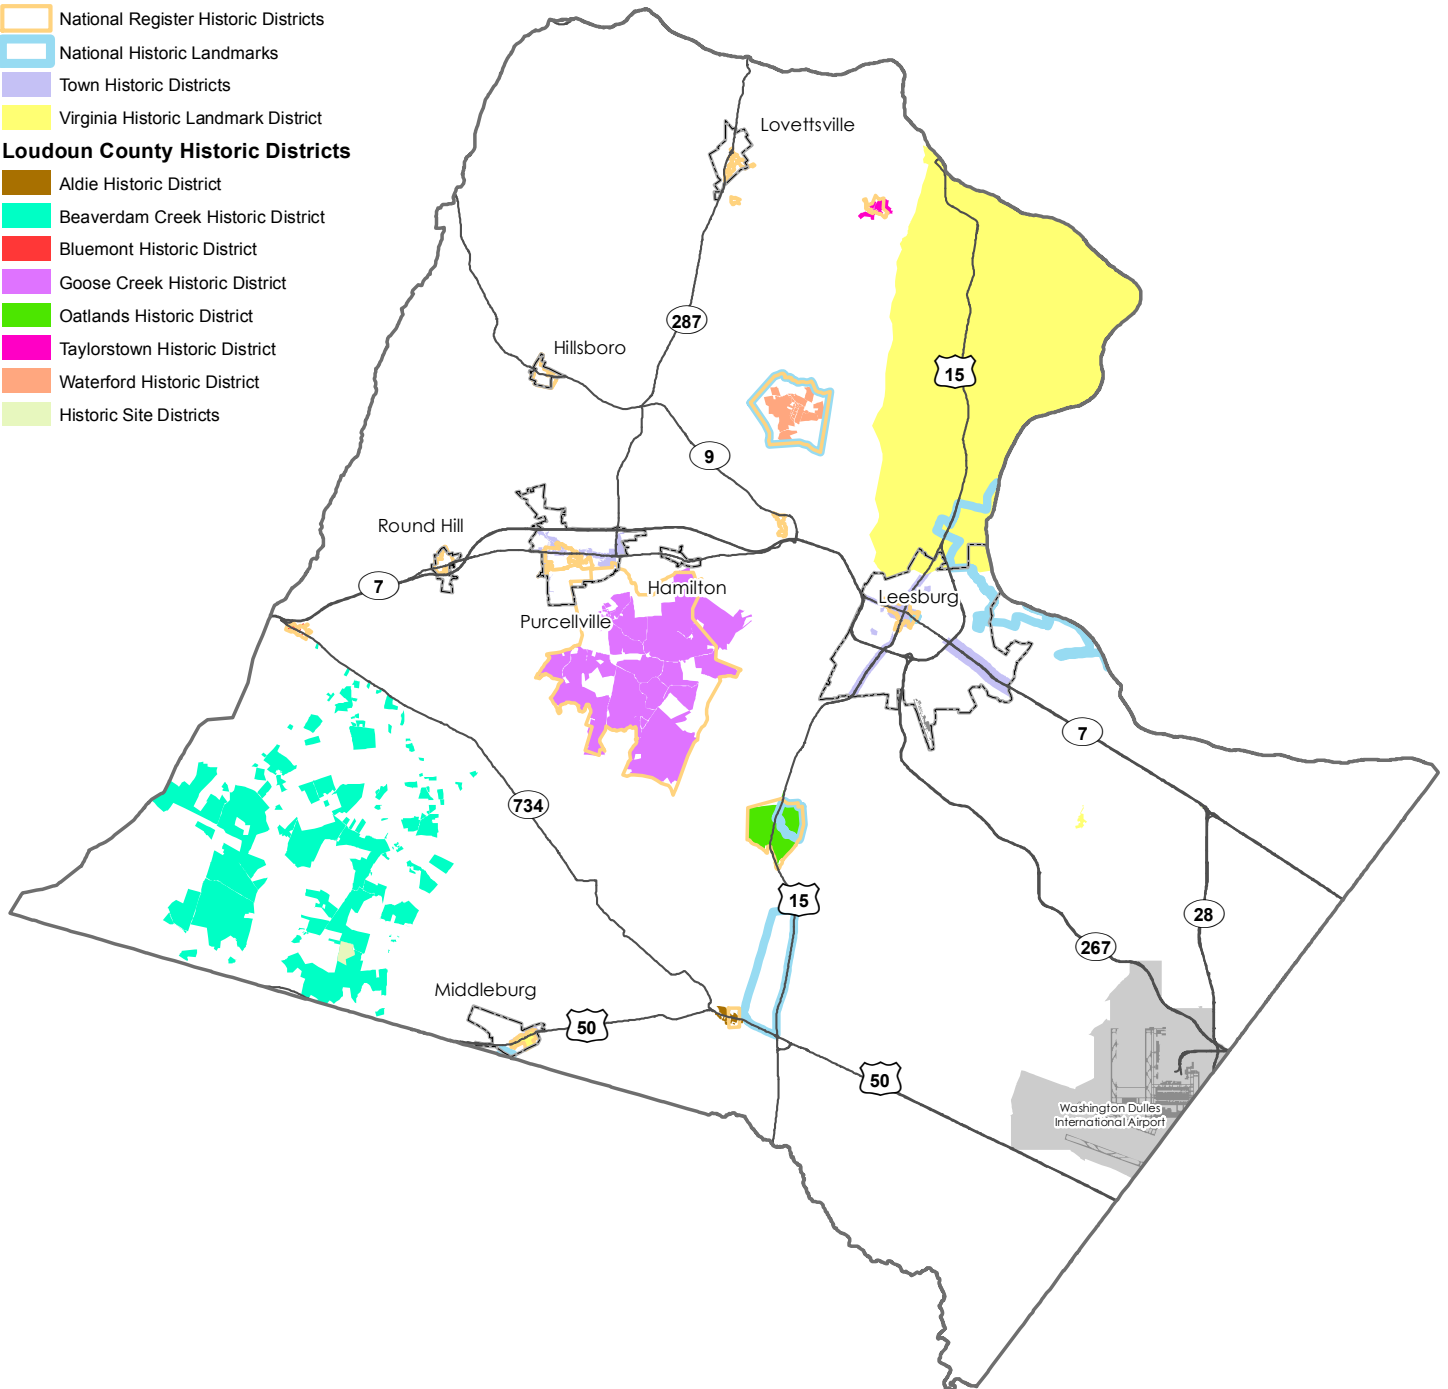 National Register Historic Districts
National Historic Landmarks
Town Historic Districts
Virginia Historic Landmark District
Loudoun County Historic Districts
Aldie Historic District
Beaverdam Creek Historic District
Bluemont Historic District
Goose Creek Historic District
Oatlands Historic District
Taylorstown Historic District
Waterford Historic District
Historic Site Districts
Lovettsville
287
Hillsboro
15
9
Round Hill
7
Hamilton
Leesburg
Purcellville
7
734
15
28
267
Middleburg
50
50
Washington Dulles
International Airport